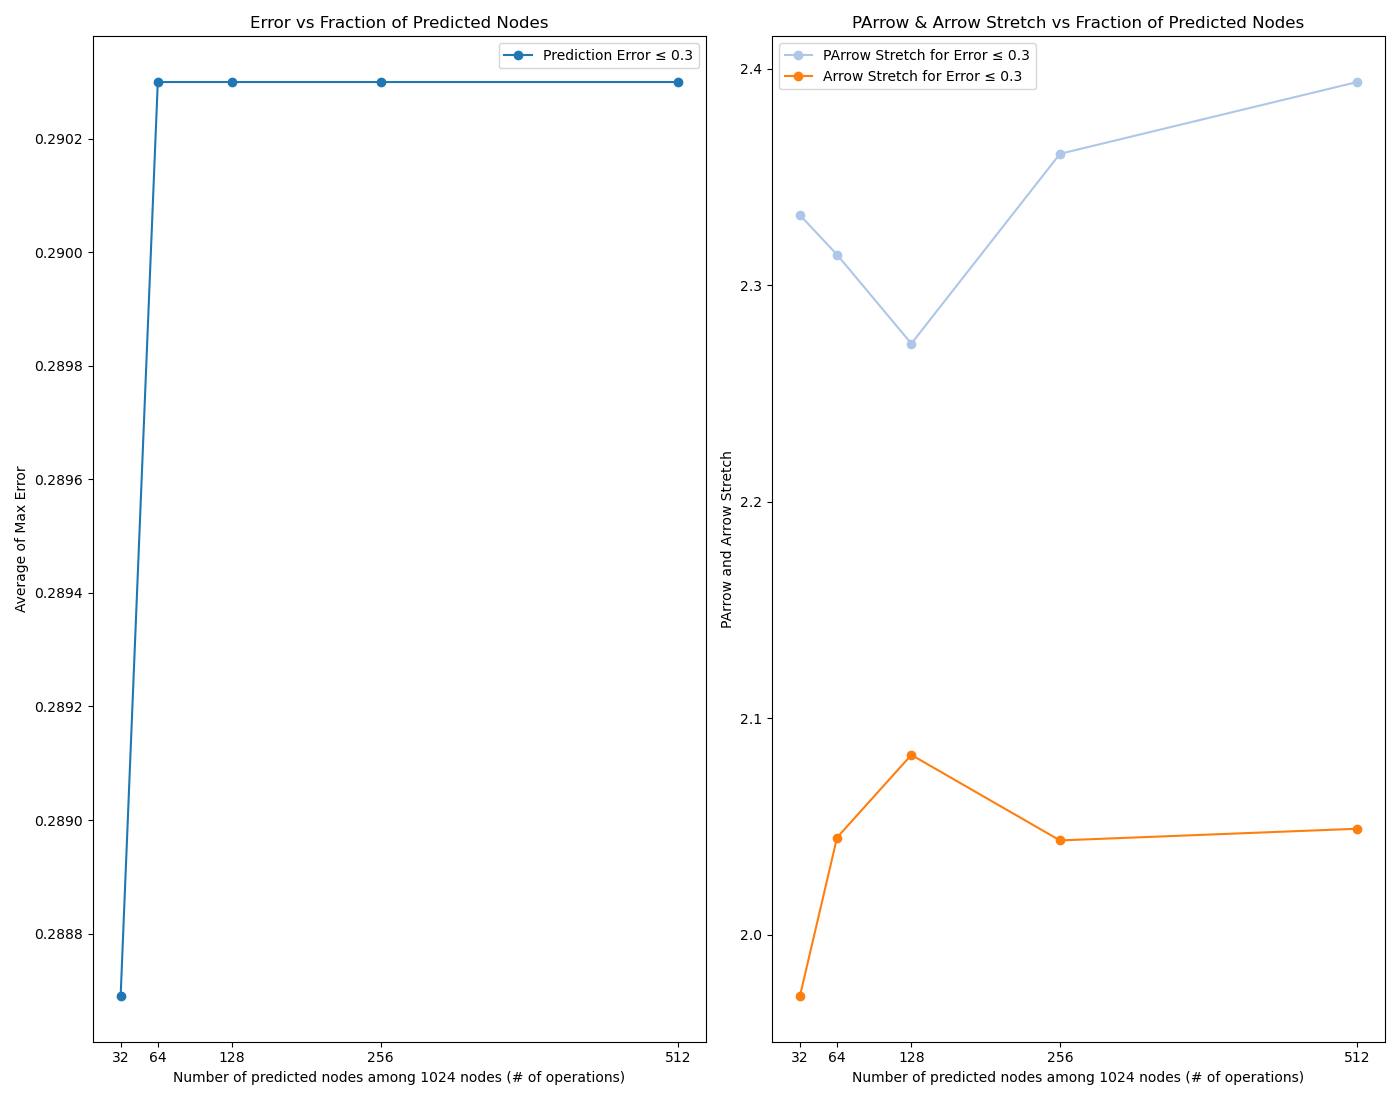 Error vs Fraction of Predicted Nodes
Prediction Error ≤ 0.3
0.2902
0.2900
0.2898
0.2896
0.2894
0.2892
0.2890
0.2888
Average of Max Error
32 64 128 256 512
Number of predicted nodes among 1024 nodes (# of operations)
PArrow & Arrow Stretch vs Fraction of Predicted Nodes
PArrow Stretch for Error ≤ 0.3
Arrow Stretch for Error ≤ 0.3
2.4
2.3
2.2
2.1
2.0
PArrow and Arrow Stretch
32 64 128 256 512
Number of predicted nodes among 1024 nodes (# of operations)